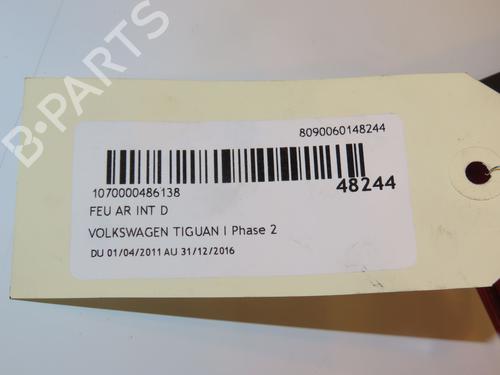 B-PARTS
8090060148244
1070000486138
48244
FEU AR INT D
VOLKSWAGEN TIGUAN I Phase 2
DU 01/04/2011 AU 31/12/2016